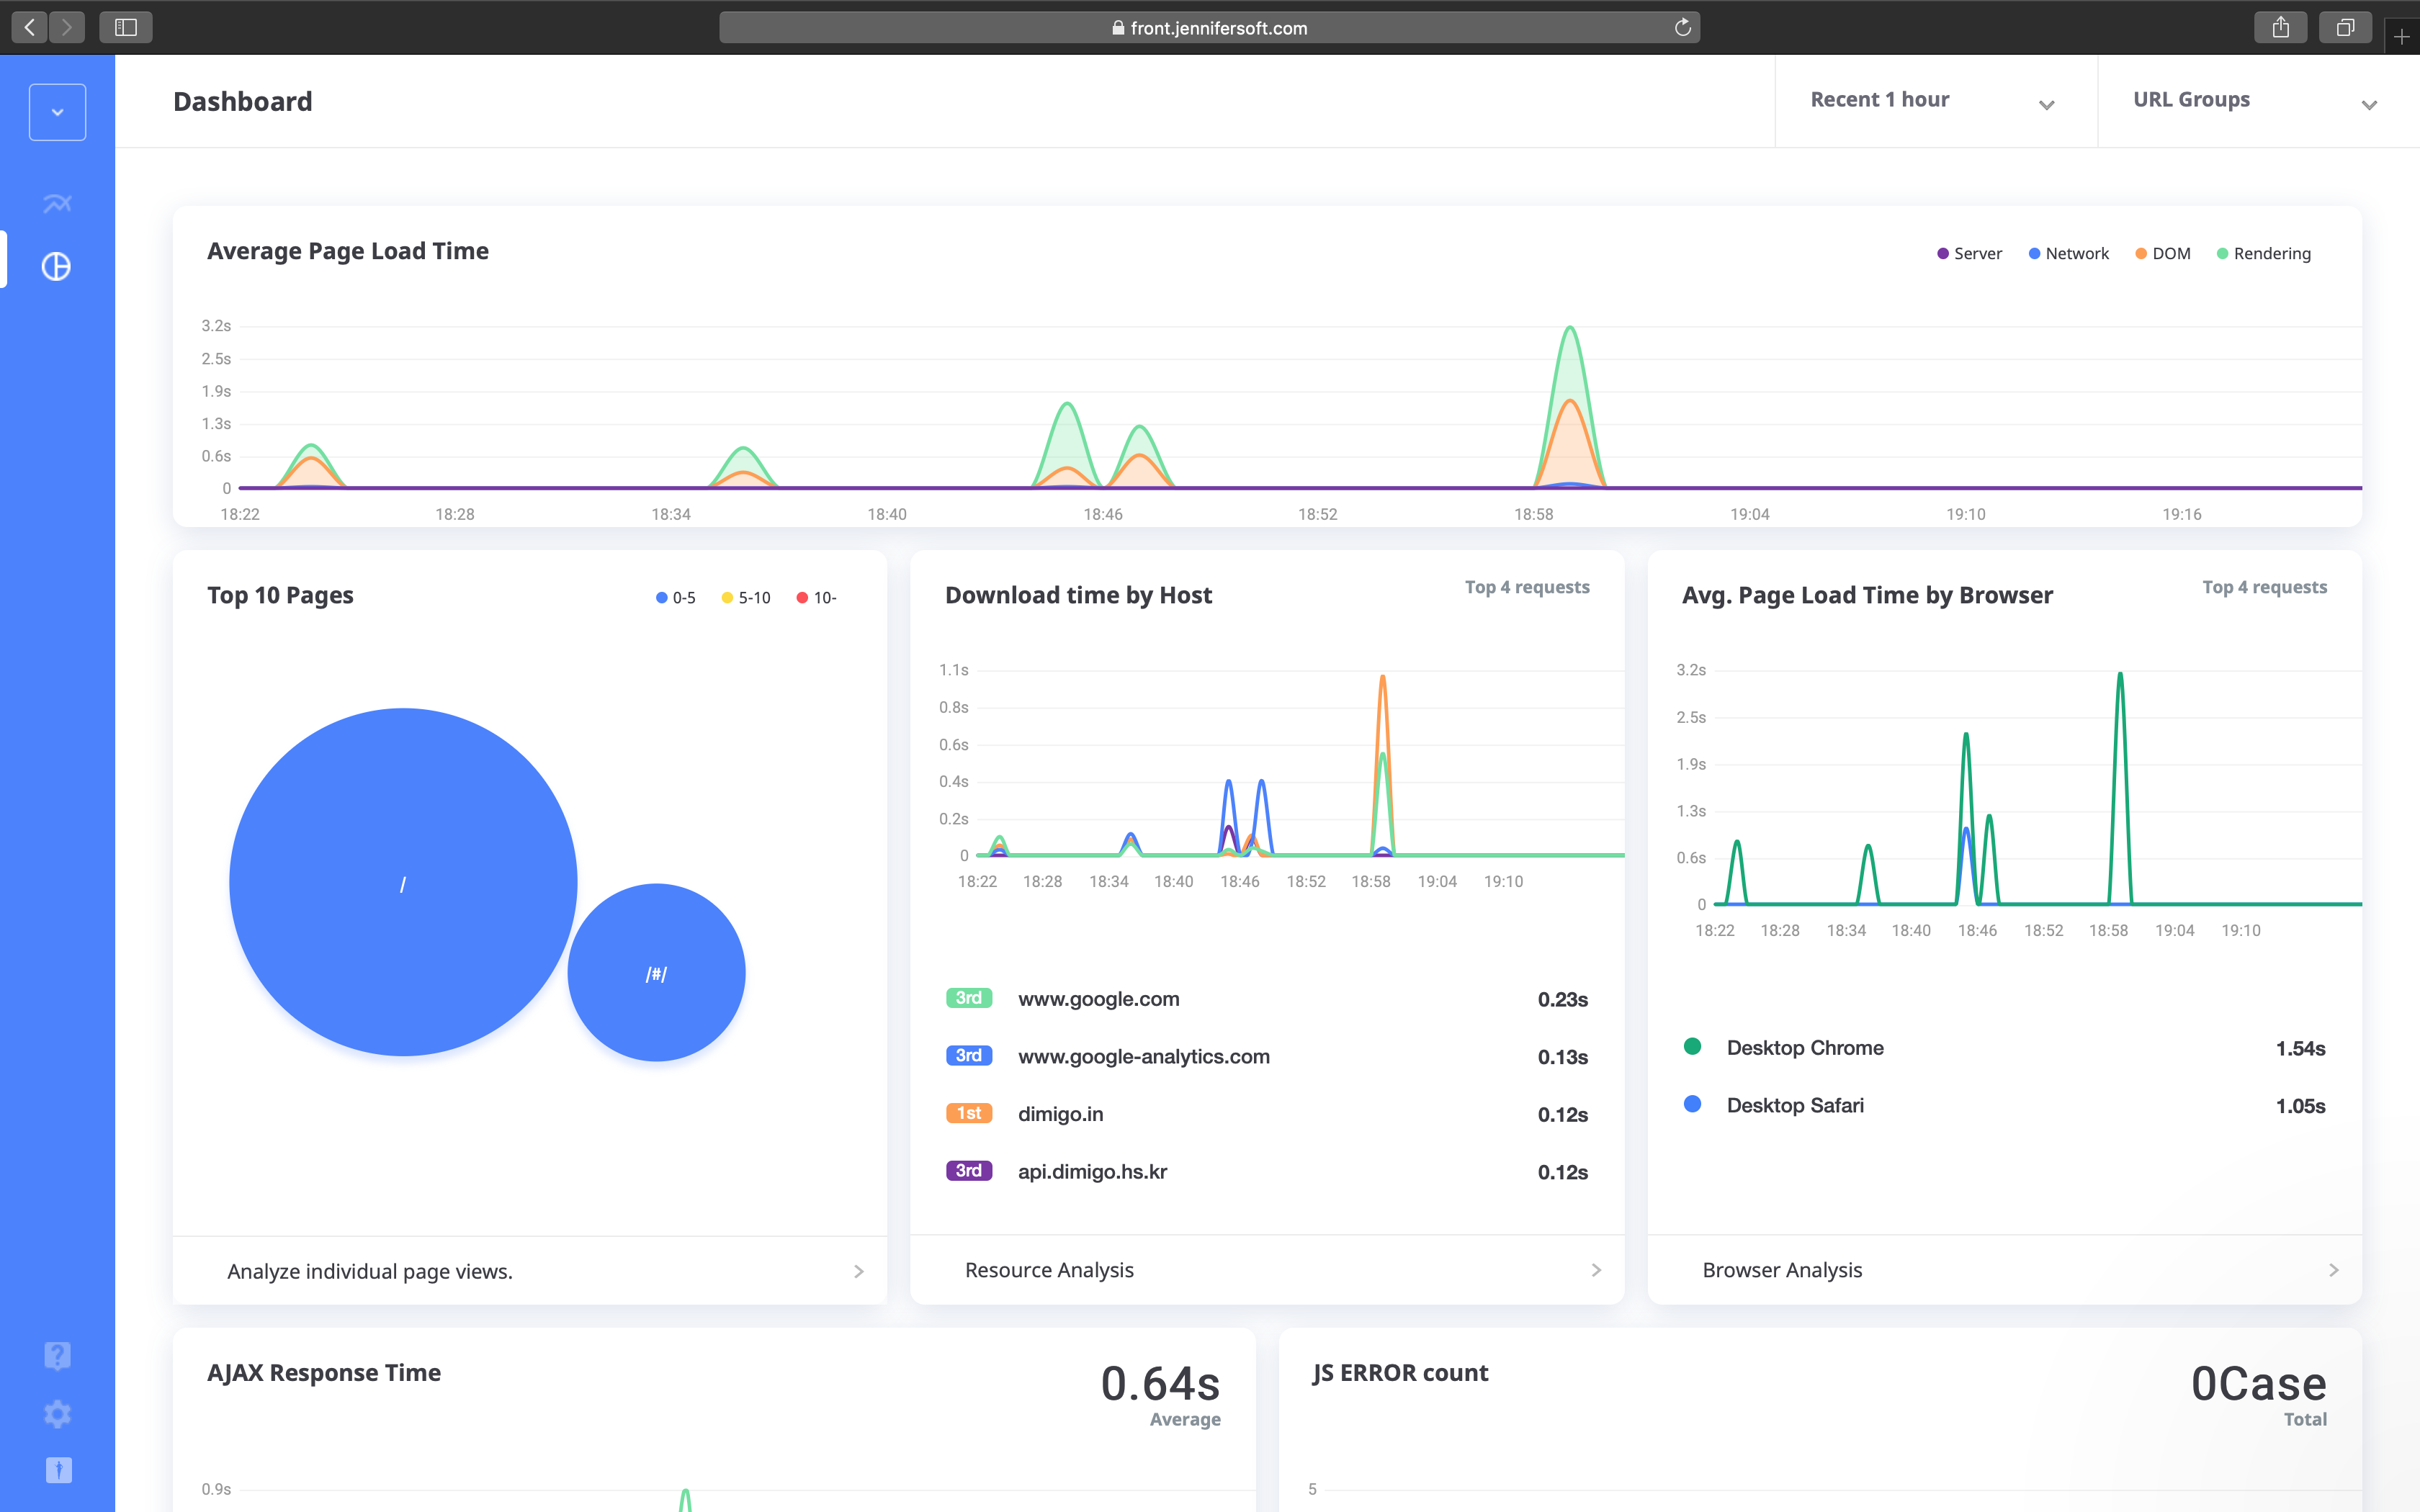 front.jennifersoft.com
Dashboard
Recent 1 hour
URL Groups
Average Page Load Time
Server Network DOM Rendering
3.2s
2.5s
1.9s
1.3s
0.6s
0
18:22 18:28 18:34 18:40 18:46 18:52 18:58 19:04 19:10 19:16
Top 10 Pages
0-5 5-10 10-
/
/#/
Analyze individual page views.
Download time by Host
Top 4 requests
1.1s
0.8s
0.6s
0.4s
0.2s
0
18:22 18:28 18:34 18:40 18:46 18:52 18:58 19:04 19:10
3rd www.google.com 0.23s
3rd www.google-analytics.com 0.13s
1st dimigo.in 0.12s
3rd api.dimigo.hs.kr 0.12s
Resource Analysis
Avg. Page Load Time by Browser
Top 4 requests
3.2s
2.5s
1.9s
1.3s
0.6s
0
18:22 18:28 18:34 18:40 18:46 18:52 18:58 19:04 19:10
Desktop Chrome 1.54s
Desktop Safari 1.05s
Browser Analysis
AJAX Response Time
0.64s
Average
0.9s
JS ERROR count
0Case
Total
5